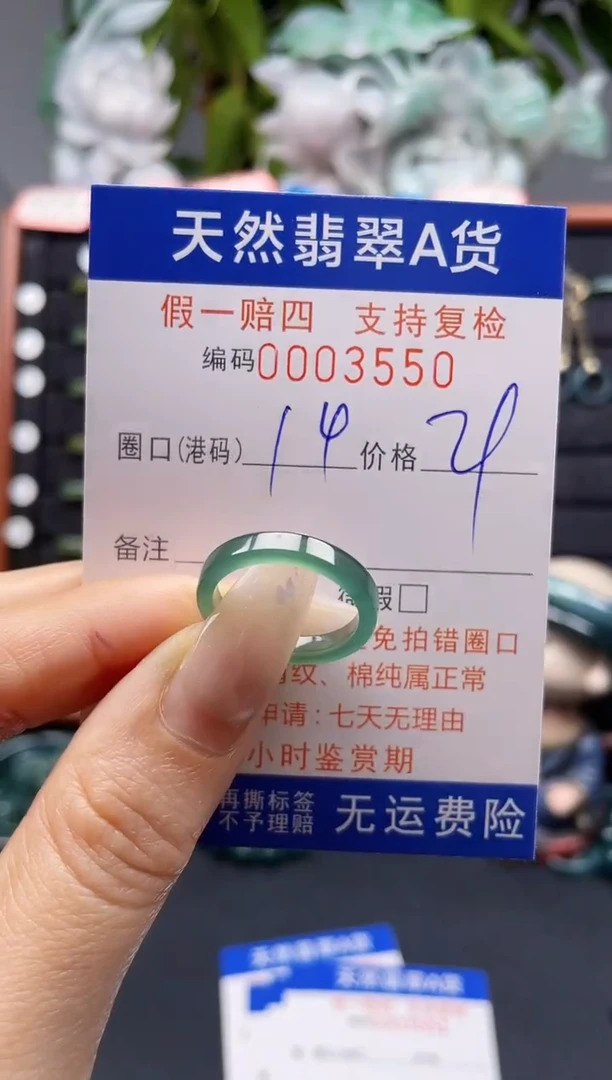 天然翡翠A货
假一赔四 支持复检
编码0003550
圈口(港码) 14 价格
备注
假□
免拍错圈口
纹、棉纯属正常
申请：七天无理由
小时鉴赏期
再撕标签
不予理赔
无运费险